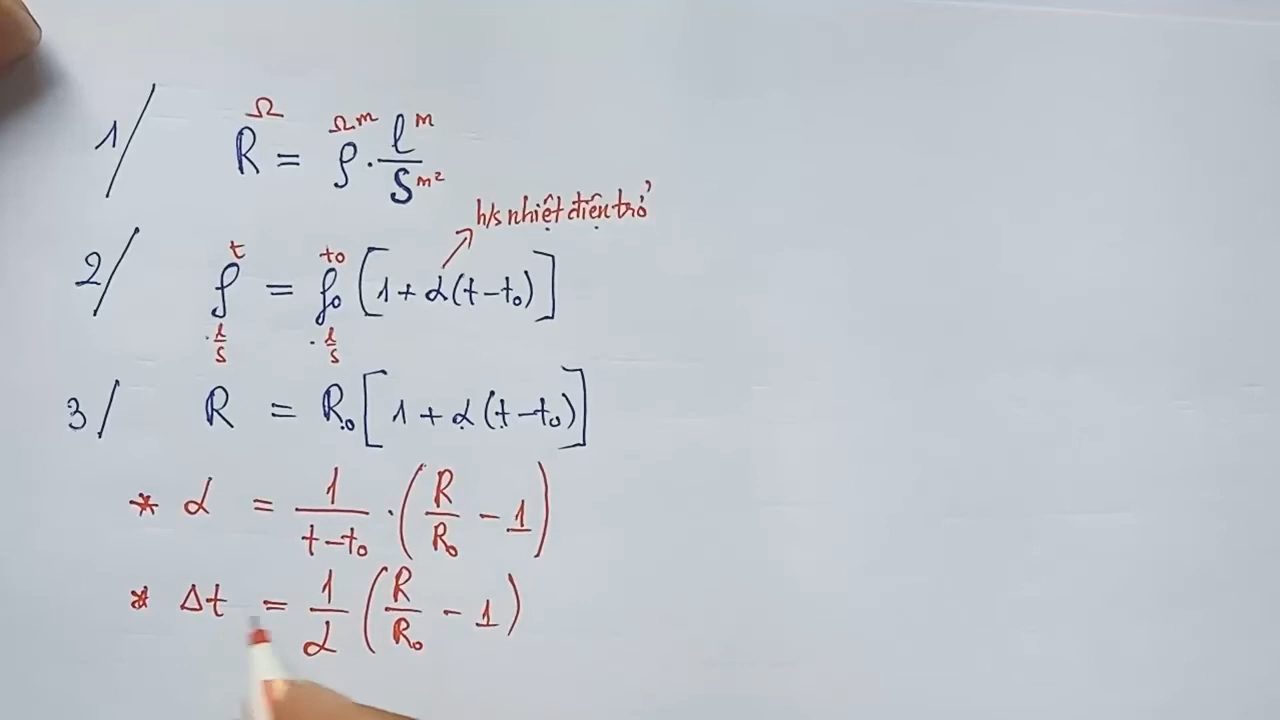 1/ R^Ω = ρ^Ωm · l^m / S^m²
h/s nhiệt điện trở
2/ ρ^t · l/S = ρ₀^t₀ · l/S [1 + α(t−t₀)]
3/ R = R₀ [1 + α(t−t₀)]
* α = 1/(t−t₀) · (R/R₀ − 1)
* Δt = 1/α (R/R₀ − 1)